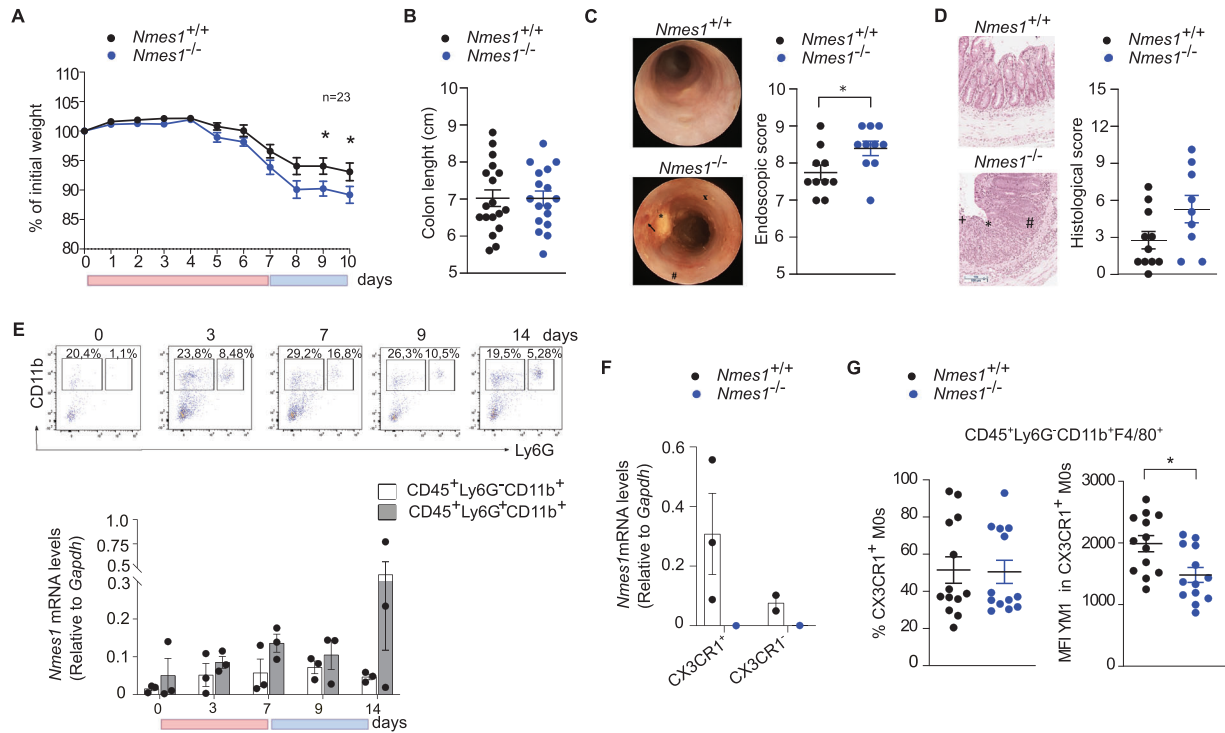 A
Nmes1+/+
Nmes1-/-
% of initial weight
110
105
100
95
90
85
80
n=23
*
*
0 1 2 3 4 5 6 7 8 9 10
days
B
Nmes1+/+
Nmes1-/-
Colon lenght (cm)
9
8
7
6
5
C
Nmes1+/+
Nmes1-/-
*
x
#
Nmes1+/+
Nmes1-/-
Endoscopic score
*
10
9
8
7
6
5
D
Nmes1+/+
Nmes1-/-
+
*
#
Nmes1+/+
Nmes1-/-
Histological score
15
12
9
6
3
0
E
0 3 7 9 14 days
20,4% 1,1%
23,8% 8,48%
29,2% 16,8%
26,3% 10,5%
19,5% 5,28%
CD11b
Ly6G
CD45+Ly6G-CD11b+
CD45+Ly6G+CD11b+
Nmes1 mRNA levels
(Relative to Gapdh)
1.0
0.75
0.5
0.3
0.2
0.1
0
0 3 7 9 14
days
F
Nmes1+/+
Nmes1-/-
Nmes1mRNA levels
(Relative to Gapdh)
0.6
0.4
0.2
0.0
CX3CR1+
CX3CR1-
G
Nmes1+/+
Nmes1-/-
CD45+Ly6G-CD11b+F4/80+
% CX3CR1+ M0s
100
80
60
40
20
0
MFI YM1 in CX3CR1+ M0s
*
3000
2000
1000
0